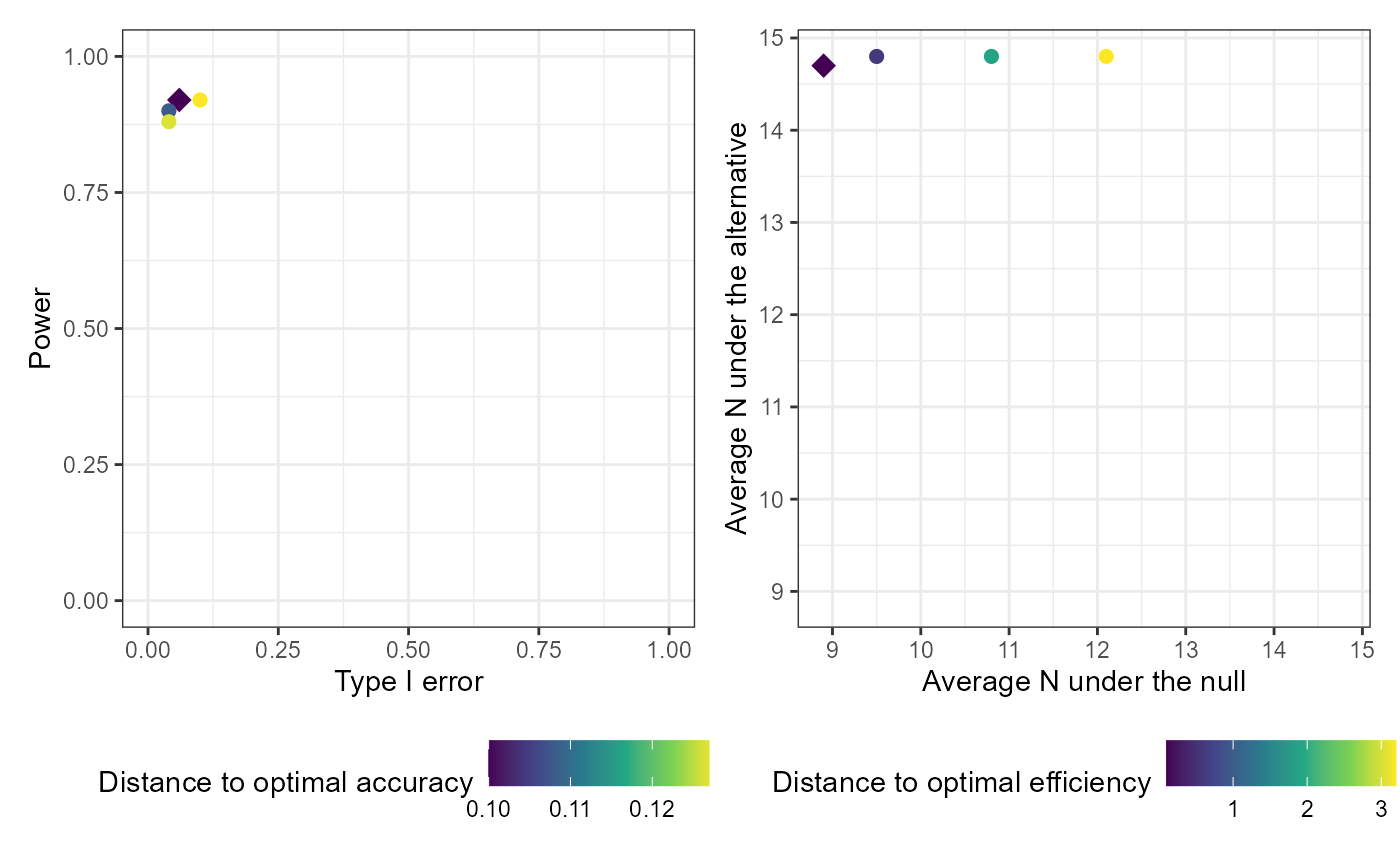 1.00
0.75
0.50
0.25
0.00
Power
0.00 0.25 0.50 0.75 1.00
Type I error
Distance to optimal accuracy
0.10 0.11 0.12
15
14
13
12
11
10
9
Average N under the alternative
9 10 11 12 13 14 15
Average N under the null
Distance to optimal efficiency
1 2 3